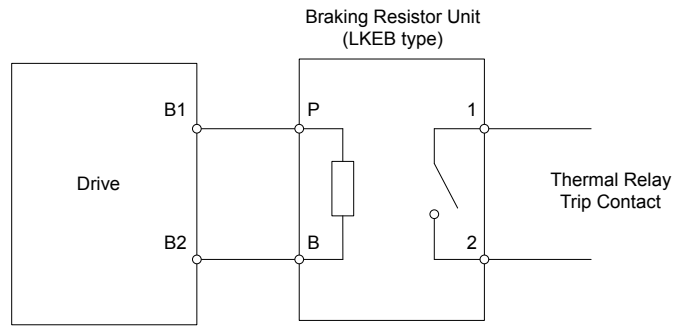 Braking Resistor Unit
(LKEB type)
B1
P
1
Drive
Thermal Relay
Trip Contact
B2
B
2